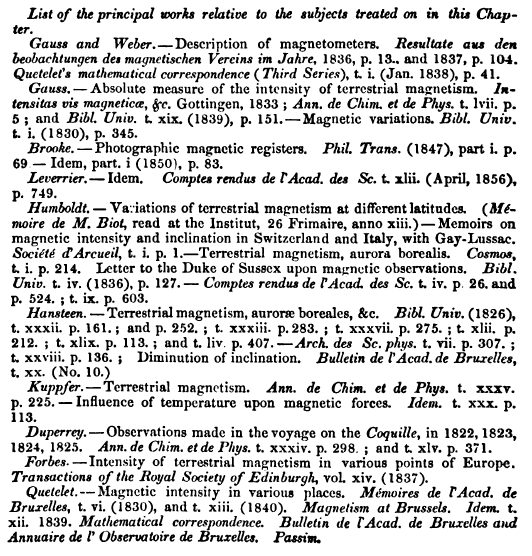 List of the principal works relative to the subjects treated on in this Chap-
ter.
Gauss and Weber.—Description of magnetometers. Resultate aus den
beobachtungen des magnetischen Vereins im Jahre, 1836, p. 13.. and 1837, p. 104.
Quetelet's mathematical correspondence (Third Series), t. i. (Jan. 1838), p. 41.
Gauss.—Absolute measure of the intensity of terrestrial magnetism. In-
tensitas vis magneticæ, &c. Gottingen, 1833; Ann. de Chim. et de Phys. t. lvii. p.
5; and Bibl. Univ. t. xix. (1839), p. 151.—Magnetic variations. Bibl. Univ.
t. i. (1830), p. 345.
Brooke.—Photographic magnetic registers. Phil. Trans. (1847), part i. p.
69 — Idem, part. i (1850), p. 83.
Leverrier.—Idem. Comptes rendus de l'Acad. des Sc. t. xlii. (April, 1856),
p. 749.
Humboldt.—Variations of terrestrial magnetism at different latitudes. (Mé-
moire de M. Biot, read at the Institut, 26 Frimaire, anno xiii.)—Memoirs on
magnetic intensity and inclination in Switzerland and Italy, with Gay-Lussac.
Société d'Arcueil, t. i. p. 1.—Terrestrial magnetism, aurora borealis. Cosmos,
t. i. p. 214. Letter to the Duke of Sussex upon magnetic observations. Bibl.
Univ. t. iv. (1836), p. 127.—Comptes rendus de l'Acad. des Sc. t. iv. p 26. and
p. 524.; t. ix. p. 603.
Hansteen.—Terrestrial magnetism, auroræ boreales, &c. Bibl. Univ. (1826),
t. xxxii. p. 161.; and p. 252.; t. xxxiii. p. 283.; t. xxxvii. p. 275.; t. xlii. p.
212.; t. xlix. p. 113.; and t. liv. p. 407.—Arch. des Sc. phys. t. vii. p. 307.;
t. xxviii. p. 136.; Diminution of inclination. Bulletin de l'Acad. de Bruxelles,
t. xx. (No. 10.)
Kuppfer.—Terrestrial magnetism. Ann. de Chim. et de Phys. t. xxxv.
p. 225.—Influence of temperature upon magnetic forces. Idem. t. xxx. p.
113.
Duperrey.—Observations made in the voyage on the Coquille, in 1822, 1823,
1824, 1825. Ann. de Chim. et de Phys. t. xxxiv. p. 298.; and t. xlv. p. 371.
Forbes.—Intensity of terrestrial magnetism in various points of Europe.
Transactions of the Royal Society of Edinburgh, vol. xiv. (1837).
Quetelet.—Magnetic intensity in various places. Mémoires de l'Acad. de
Bruxelles, t. vi. (1830), and t. xiii. (1840). Magnetism at Brussels. Idem. t.
xii. 1839. Mathematical correspondence. Bulletin de l'Acad. de Bruxelles and
Annuaire de l'Observatoire de Bruxelles. Passim.